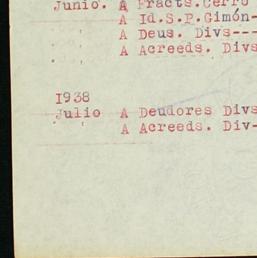 Junio. A Fracts.Cerro
A Id.S.P.Gimón-
A Deus. Divs---
A Acreeds. Divs
1938
Julio A Deudores Divs
A Acreeds. Div-